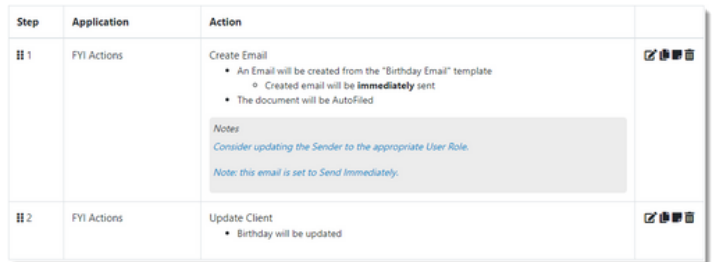 Step Application Action
1 FYI Actions Create Email
An Email will be created from the "Birthday Email" template
Created email will be immediately sent
The document will be AutoFiled
Notes
Consider updating the Sender to the appropriate User Role.
Note: this email is set to Send Immediately.
2 FYI Actions Update Client
Birthday will be updated